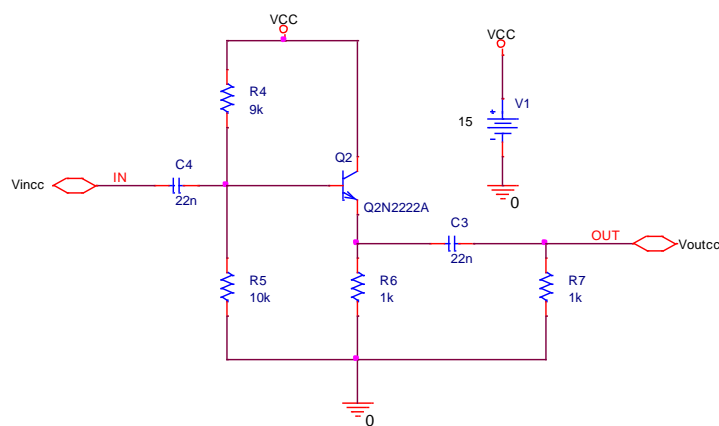 VCC
VCC
R4
9k
V1
15
Q2
C4
IN
Vincc
22n
Q2N2222A
0
C3
OUT
Voutcc
22n
R5
10k
R6
1k
R7
1k
0